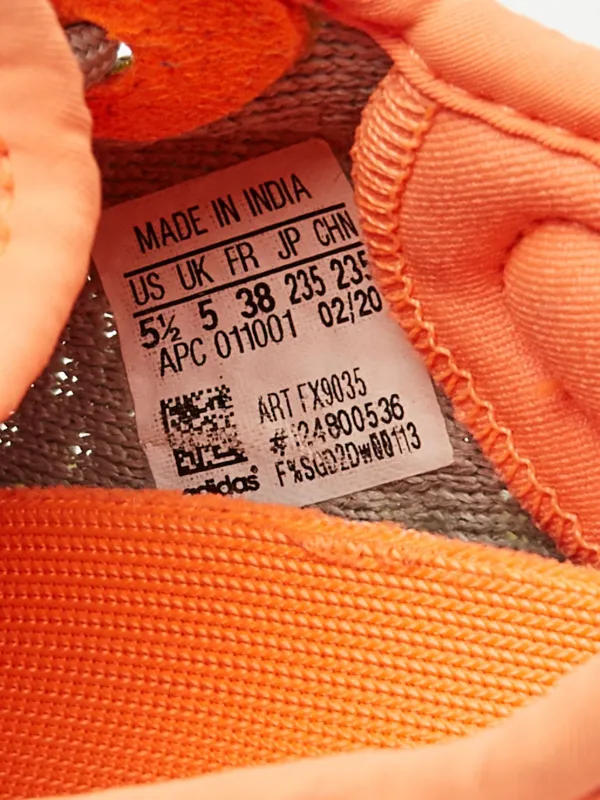 MADE IN INDIA
US UK FR JP CHN
5½ 5 38 235 235
APC 011001 02/20
ART FX9035
#124800536
adidas®